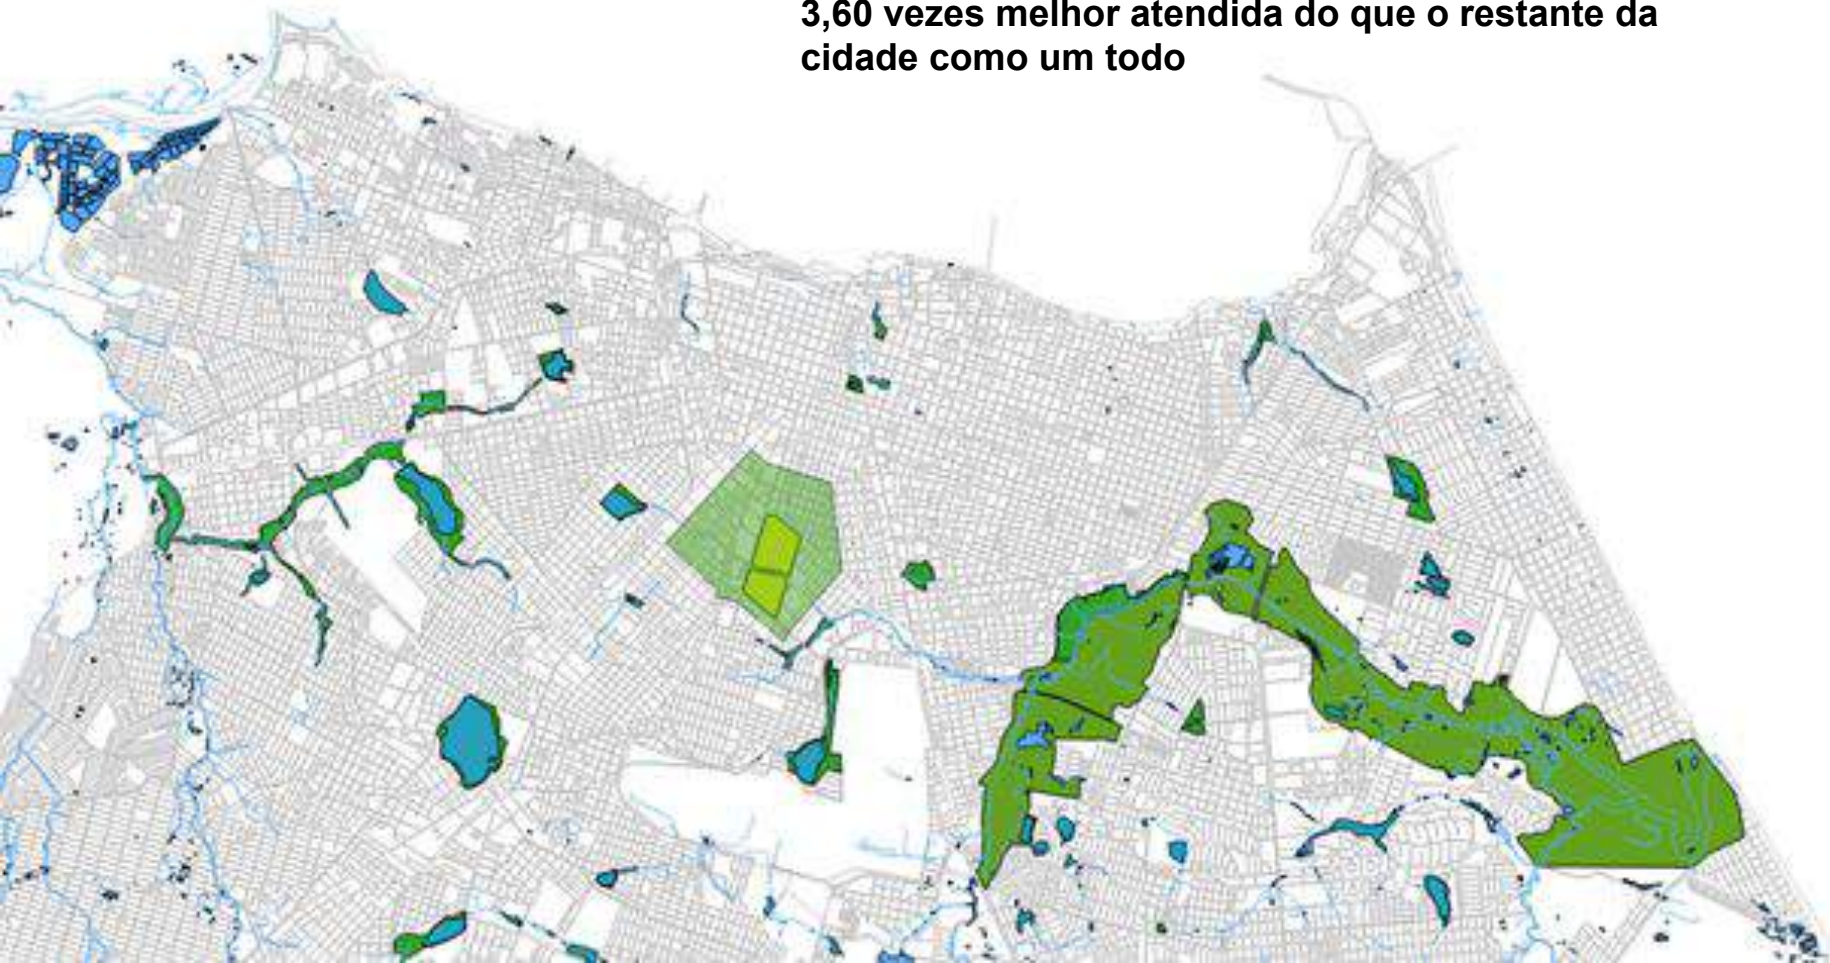 3,60 vezes melhor atendida do que o restante da
cidade como um todo